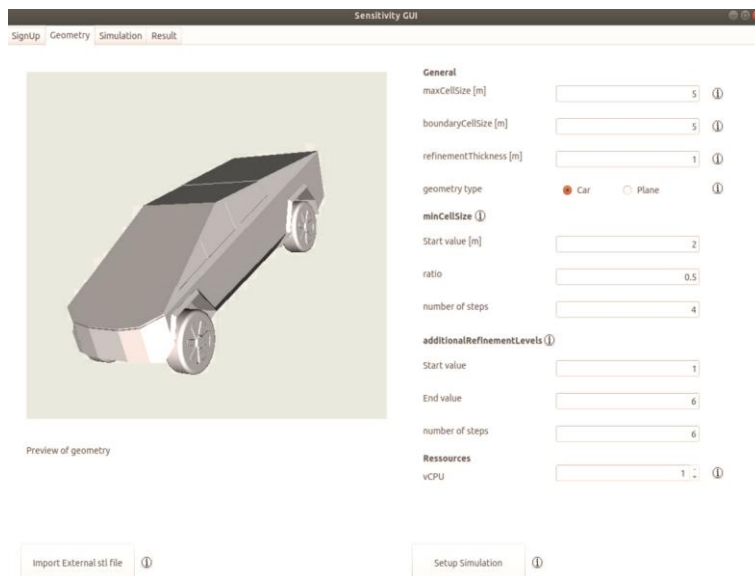 Sensitivity GUI
SignUp Geometry Simulation Result
General
maxCellSize [m] 5
boundaryCellSize [m] 5
refinementThickness [m] 1
geometry type Car Plane
minCellSize
Start value [m] 2
ratio 0.5
number of steps 4
additionalRefinementLevels
Start value 1
End value 6
number of steps 6
Preview of geometry
Ressources
vCPU 1
Import External stl file Setup Simulation